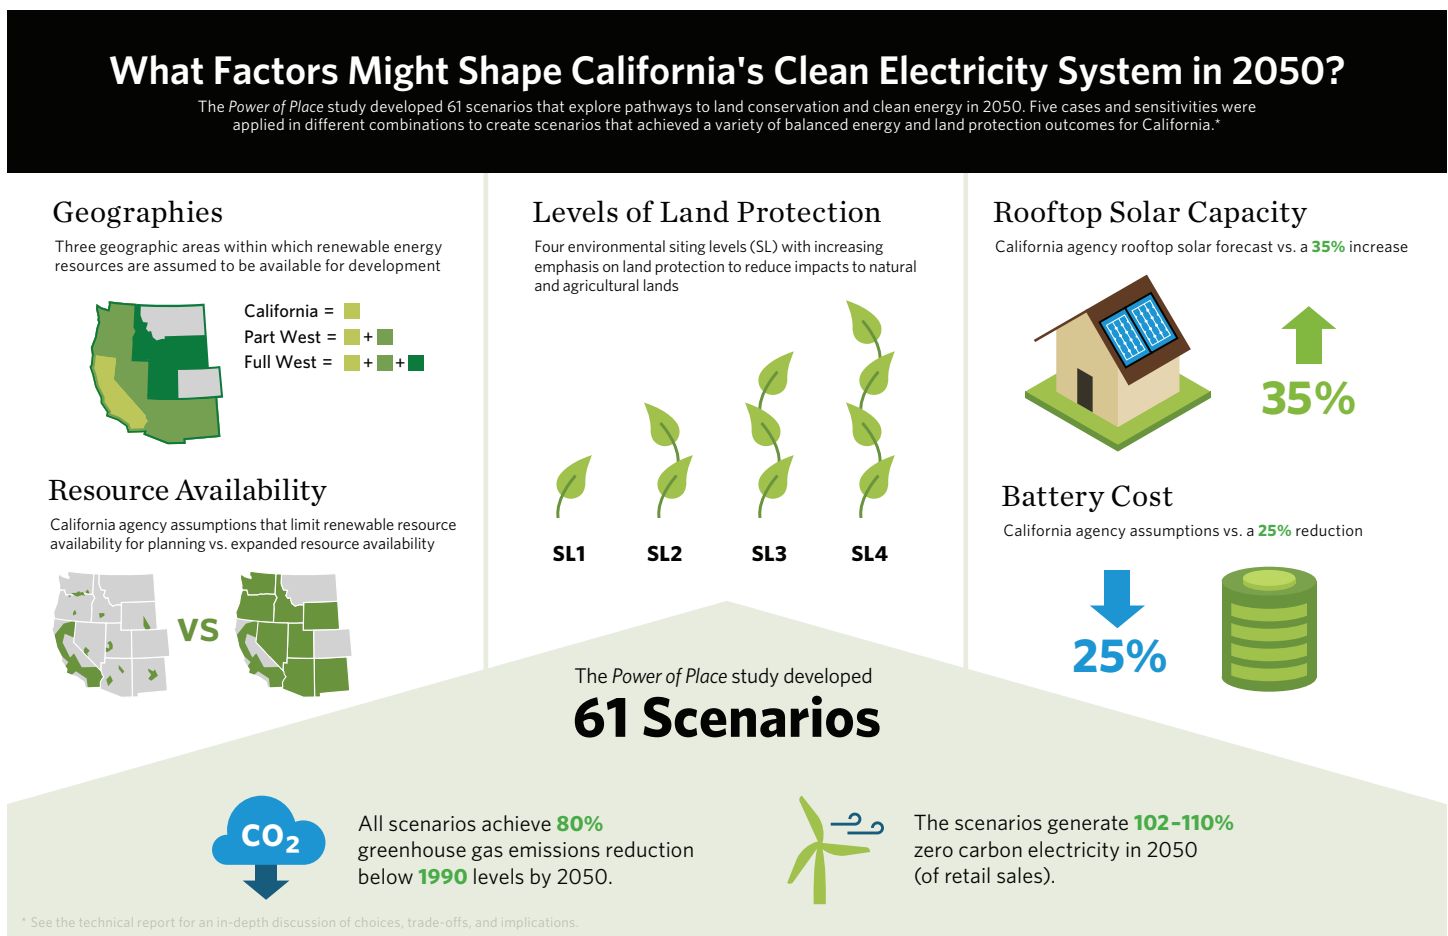 What Factors Might Shape California's Clean Electricity System in 2050?
The Power of Place study developed 61 scenarios that explore pathways to land conservation and clean energy in 2050. Five cases and sensitivities were
applied in different combinations to create scenarios that achieved a variety of balanced energy and land protection outcomes for California.*
Geographies
Three geographic areas within which renewable energy
resources are assumed to be available for development
California =
Part West = +
Full West = + +
Resource Availability
California agency assumptions that limit renewable resource
availability for planning vs. expanded resource availability
VS
Levels of Land Protection
Four environmental siting levels (SL) with increasing
emphasis on land protection to reduce impacts to natural
and agricultural lands
SL1 SL2 SL3 SL4
Rooftop Solar Capacity
California agency rooftop solar forecast vs. a 35% increase
35%
Battery Cost
California agency assumptions vs. a 25% reduction
25%
The Power of Place study developed
61 Scenarios
CO2
All scenarios achieve 80%
greenhouse gas emissions reduction
below 1990 levels by 2050.
The scenarios generate 102–110%
zero carbon electricity in 2050
(of retail sales).
* See the technical report for an in-depth discussion of choices, trade-offs, and implications.